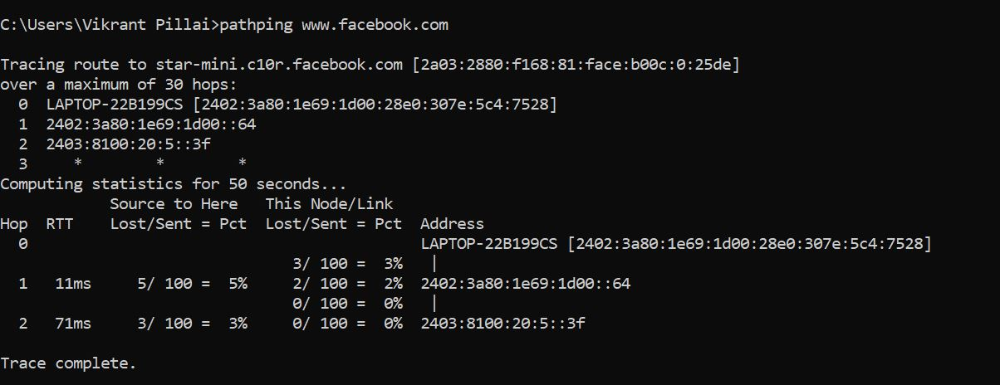 C:\Users\Vikrant Pillai>pathping www.facebook.com
Tracing route to star-mini.c10r.facebook.com [2a03:2880:f168:81:face:b00c:0:25de]
over a maximum of 30 hops:
  0  LAPTOP-22B199CS [2402:3a80:1e69:1d00:28e0:307e:5c4:7528]
  1  2402:3a80:1e69:1d00::64
  2  2403:8100:20:5::3f
  3     *        *        *
Computing statistics for 50 seconds...
            Source to Here   This Node/Link
Hop  RTT    Lost/Sent = Pct  Lost/Sent = Pct  Address
  0                                           LAPTOP-22B199CS [2402:3a80:1e69:1d00:28e0:307e:5c4:7528]
                                3/ 100 =  3%   |
  1   11ms     5/ 100 =  5%     2/ 100 =  2%  2402:3a80:1e69:1d00::64
                                0/ 100 =  0%   |
  2   71ms     3/ 100 =  3%     0/ 100 =  0%  2403:8100:20:5::3f
Trace complete.